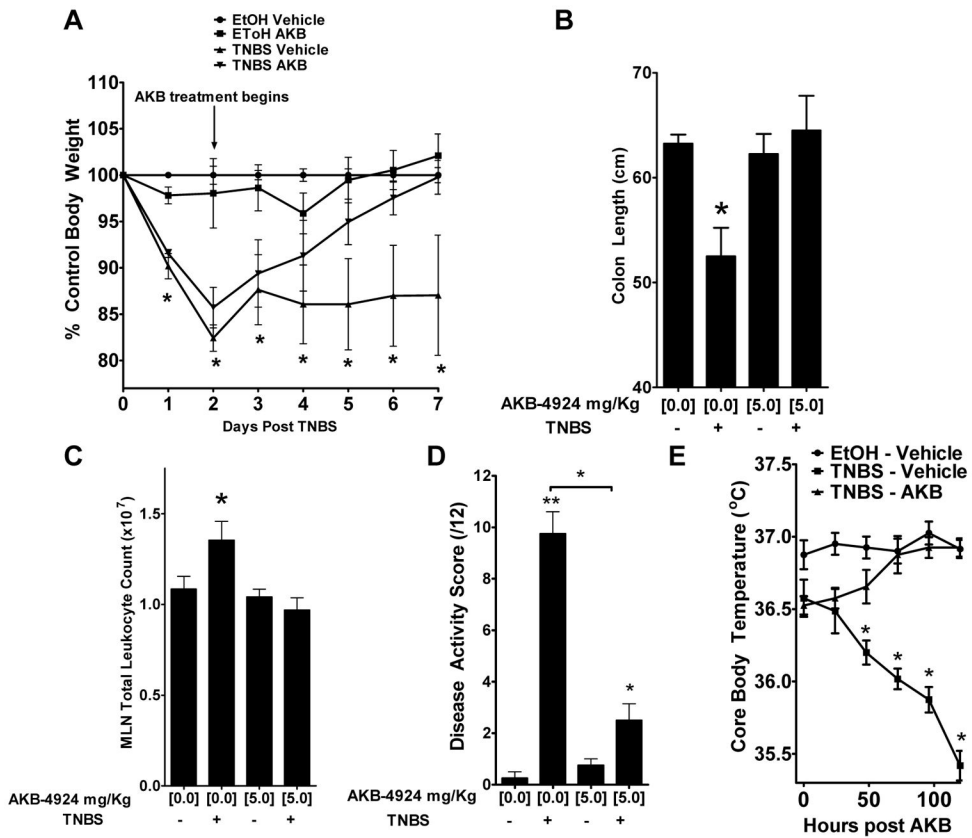 A
EtOH Vehicle
EToH AKB
TNBS Vehicle
TNBS AKB
AKB treatment begins
110
105
100
95
90
85
80
% Control Body Weight
*
*
*
*
*
*
*
0 1 2 3 4 5 6 7
Days Post TNBS
B
70
60
50
40
Colon Length (cm)
*
AKB-4924 mg/Kg [0.0] [0.0] [5.0] [5.0]
TNBS - + - +
C
1.5
1.0
0.5
0.0
MLN Total Leukocyte Count (x10⁷)
*
AKB-4924 mg/Kg [0.0] [0.0] [5.0] [5.0]
TNBS - + - +
D
12
10
8
6
4
2
0
Disease Activity Score (/12)
*
**
*
[0.0] [0.0] [5.0] [5.0]
- + - +
E
EtOH - Vehicle
TNBS - Vehicle
TNBS - AKB
37.5
37.0
36.5
36.0
35.5
Core Body Temperature (°C)
*
*
*
*
0 50 100
Hours post AKB